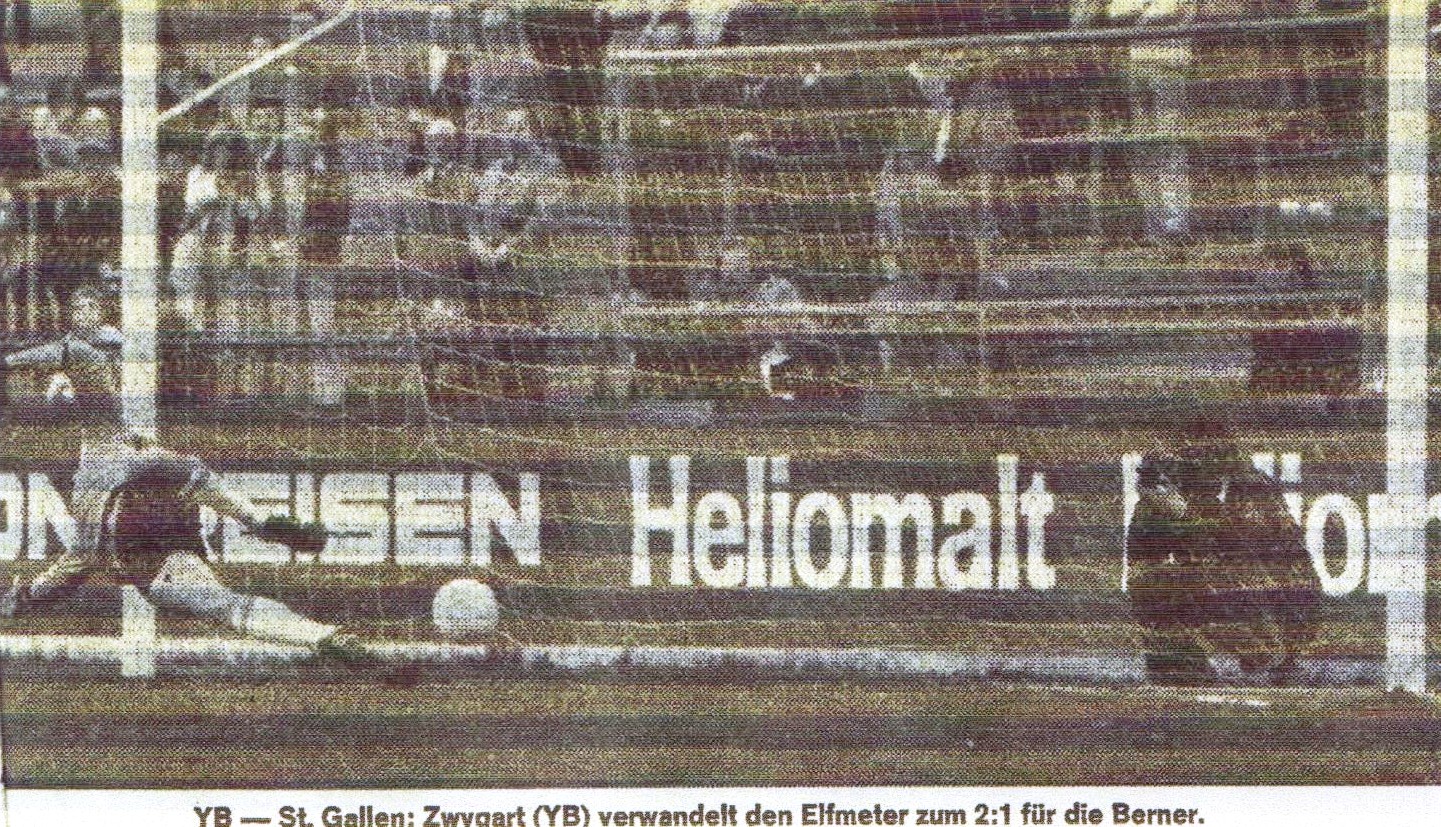 EISEN Heliomalt
YB — St. Gallen: Zwygart (YB) verwandelt den Elfmeter zum 2:1 für die Berner.